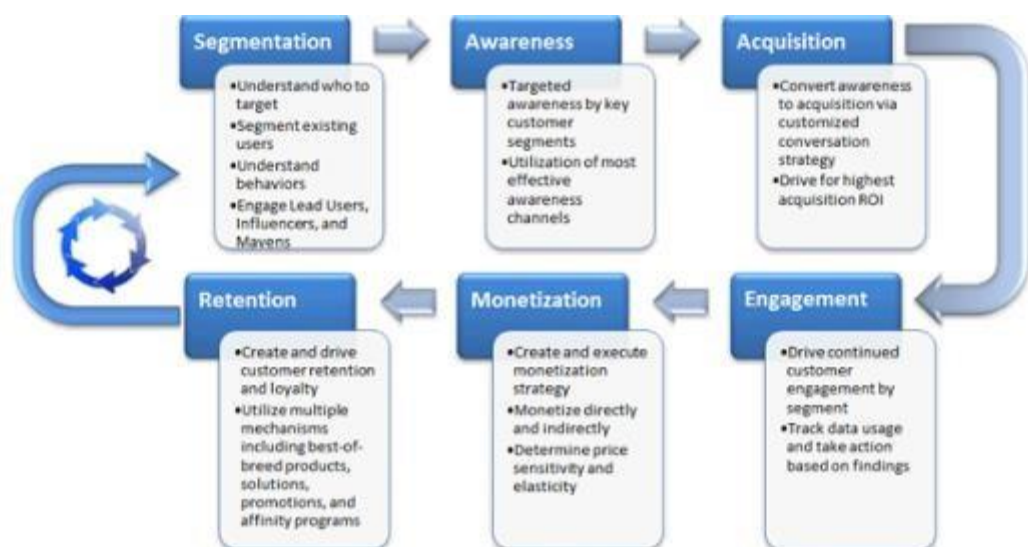 Segmentation
•Understand who to
target
•Segment existing
users
•Understand
behaviors
•Engage Lead Users,
Influencers, and
Mavens
Awareness
•Targeted
awareness by key
customer
segments
•Utilization of most
effective
awareness
channels
Acquisition
•Convert awareness
to acquisition via
customized
conversation
strategy
•Drive for highest
acquisition ROI
Engagement
•Drive continued
customer
engagement by
segment
•Track data usage
and take action
based on findings
Monetization
•Create and execute
monetization
strategy
•Monetize directly
and indirectly
•Determine price
sensitivity and
elasticity
Retention
•Create and drive
customer retention
and loyalty
•Utilize multiple
mechanisms
including best-of-
breed products,
solutions,
promotions, and
affinity programs